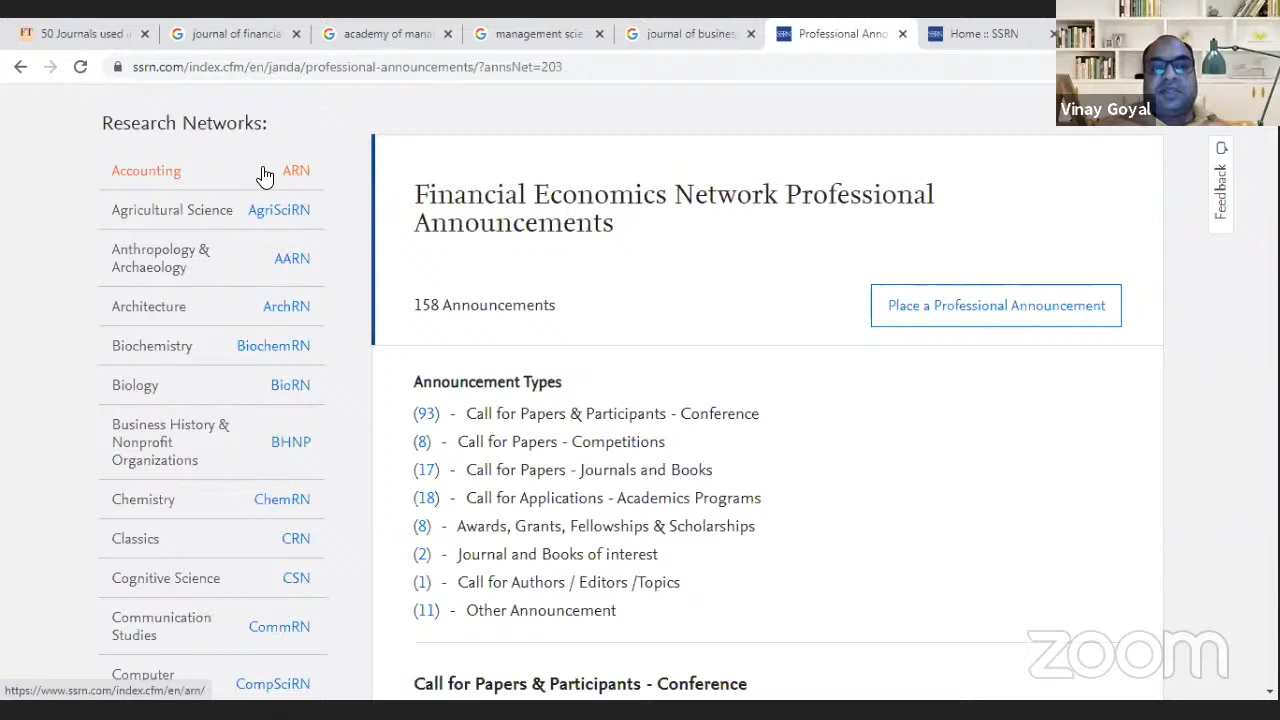 FT 50 Journals used i
journal of financia
academy of mana
management scie
journal of busines
SSRN Professional Anno
SSRN Home :: SSRN
ssrn.com/index.cfm/en/janda/professional-announcements/?annsNet=203
Vinay Goyal
Research Networks:
Accounting ARN
Agricultural Science AgriSciRN
Anthropology &
Archaeology AARN
Architecture ArchRN
Biochemistry BiochemRN
Biology BioRN
Business History &
Nonprofit BHNP
Organizations
Chemistry ChemRN
Classics CRN
Cognitive Science CSN
Communication
Studies CommRN
Computer CompSciRN
https://www.ssrn.com/index.cfm/en/arn/
Financial Economics Network Professional
Announcements
158 Announcements
Place a Professional Announcement
Announcement Types
(93) - Call for Papers & Participants - Conference
(8) - Call for Papers - Competitions
(17) - Call for Papers - Journals and Books
(18) - Call for Applications - Academics Programs
(8) - Awards, Grants, Fellowships & Scholarships
(2) - Journal and Books of interest
(1) - Call for Authors / Editors /Topics
(11) - Other Announcement
Call for Papers & Participants - Conference
Feedback
zoom